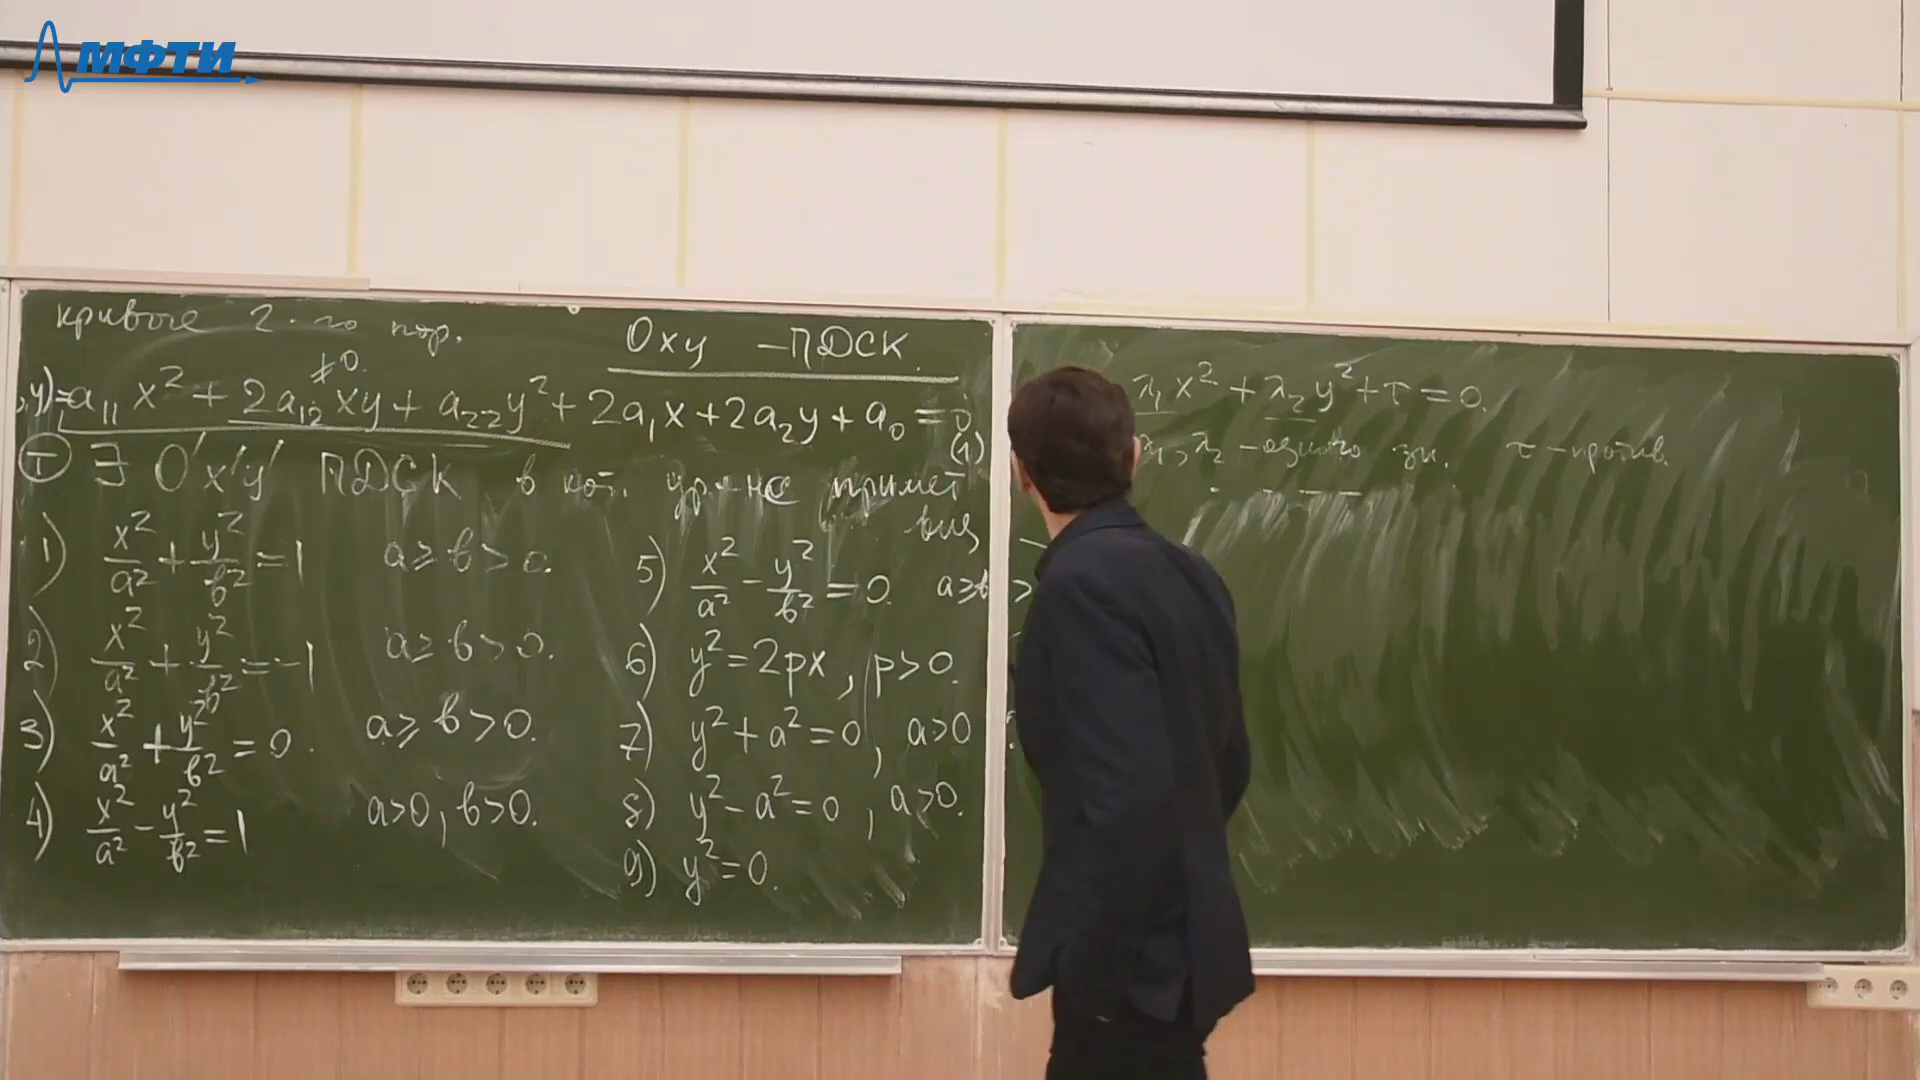 МФТИ
кривые 2-го пор.
Oxy – ПДСК
≠0.
,y)=a₁₁x² + 2a₁₂xy + a₂₂y² + 2a₁x + 2a₂y + a₀ = 0
(1)
Ⓣ ∃ O'x'y' ПДСК в кот. ур-ние примет
вид
1) x²/a² + y²/b² = 1 a ≥ b > 0.
2) x²/a² + y²/b² = -1 a ≥ b > 0.
3) x²/a² + y²/b² = 0. a ≥ b > 0.
4) x²/a² - y²/b² = 1 a>0, b>0.
5) x²/a² - y²/b² = 0. a ≥ b >
6) y² = 2px, p>0.
7) y² + a² = 0, a>0
8) y² - a² = 0, a>0.
9) y² = 0.
λ₁x² + λ₂y² + τ = 0.
λ₁, λ₂ – одного зн. τ – против.